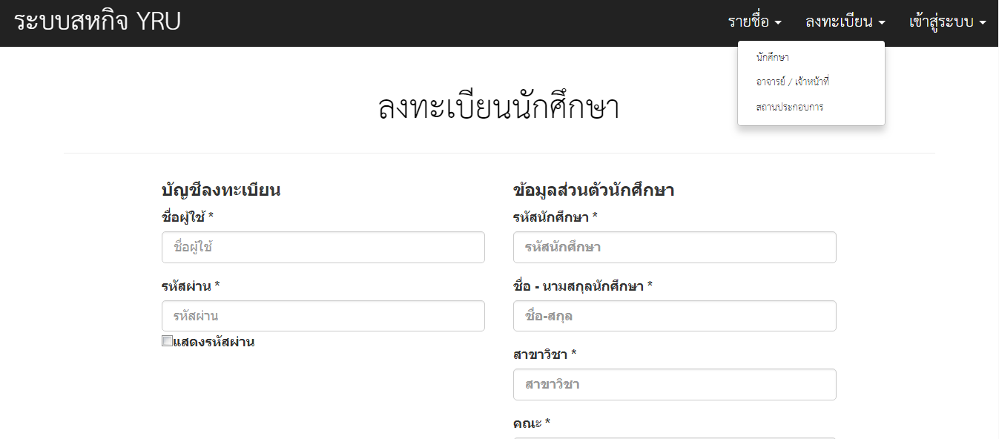 ระบบสหกิจ YRU
รายชื่อ ลงทะเบียน เข้าสู่ระบบ
นักศึกษา
อาจารย์ / เจ้าหน้าที่
สถานประกอบการ
ลงทะเบียนนักศึกษา
บัญชีลงทะเบียน
ชื่อผู้ใช้ *
ชื่อผู้ใช้
รหัสผ่าน *
รหัสผ่าน
แสดงรหัสผ่าน
ข้อมูลส่วนตัวนักศึกษา
รหัสนักศึกษา *
รหัสนักศึกษา
ชื่อ - นามสกุลนักศึกษา *
ชื่อ-สกุล
สาขาวิชา *
สาขาวิชา
คณะ *